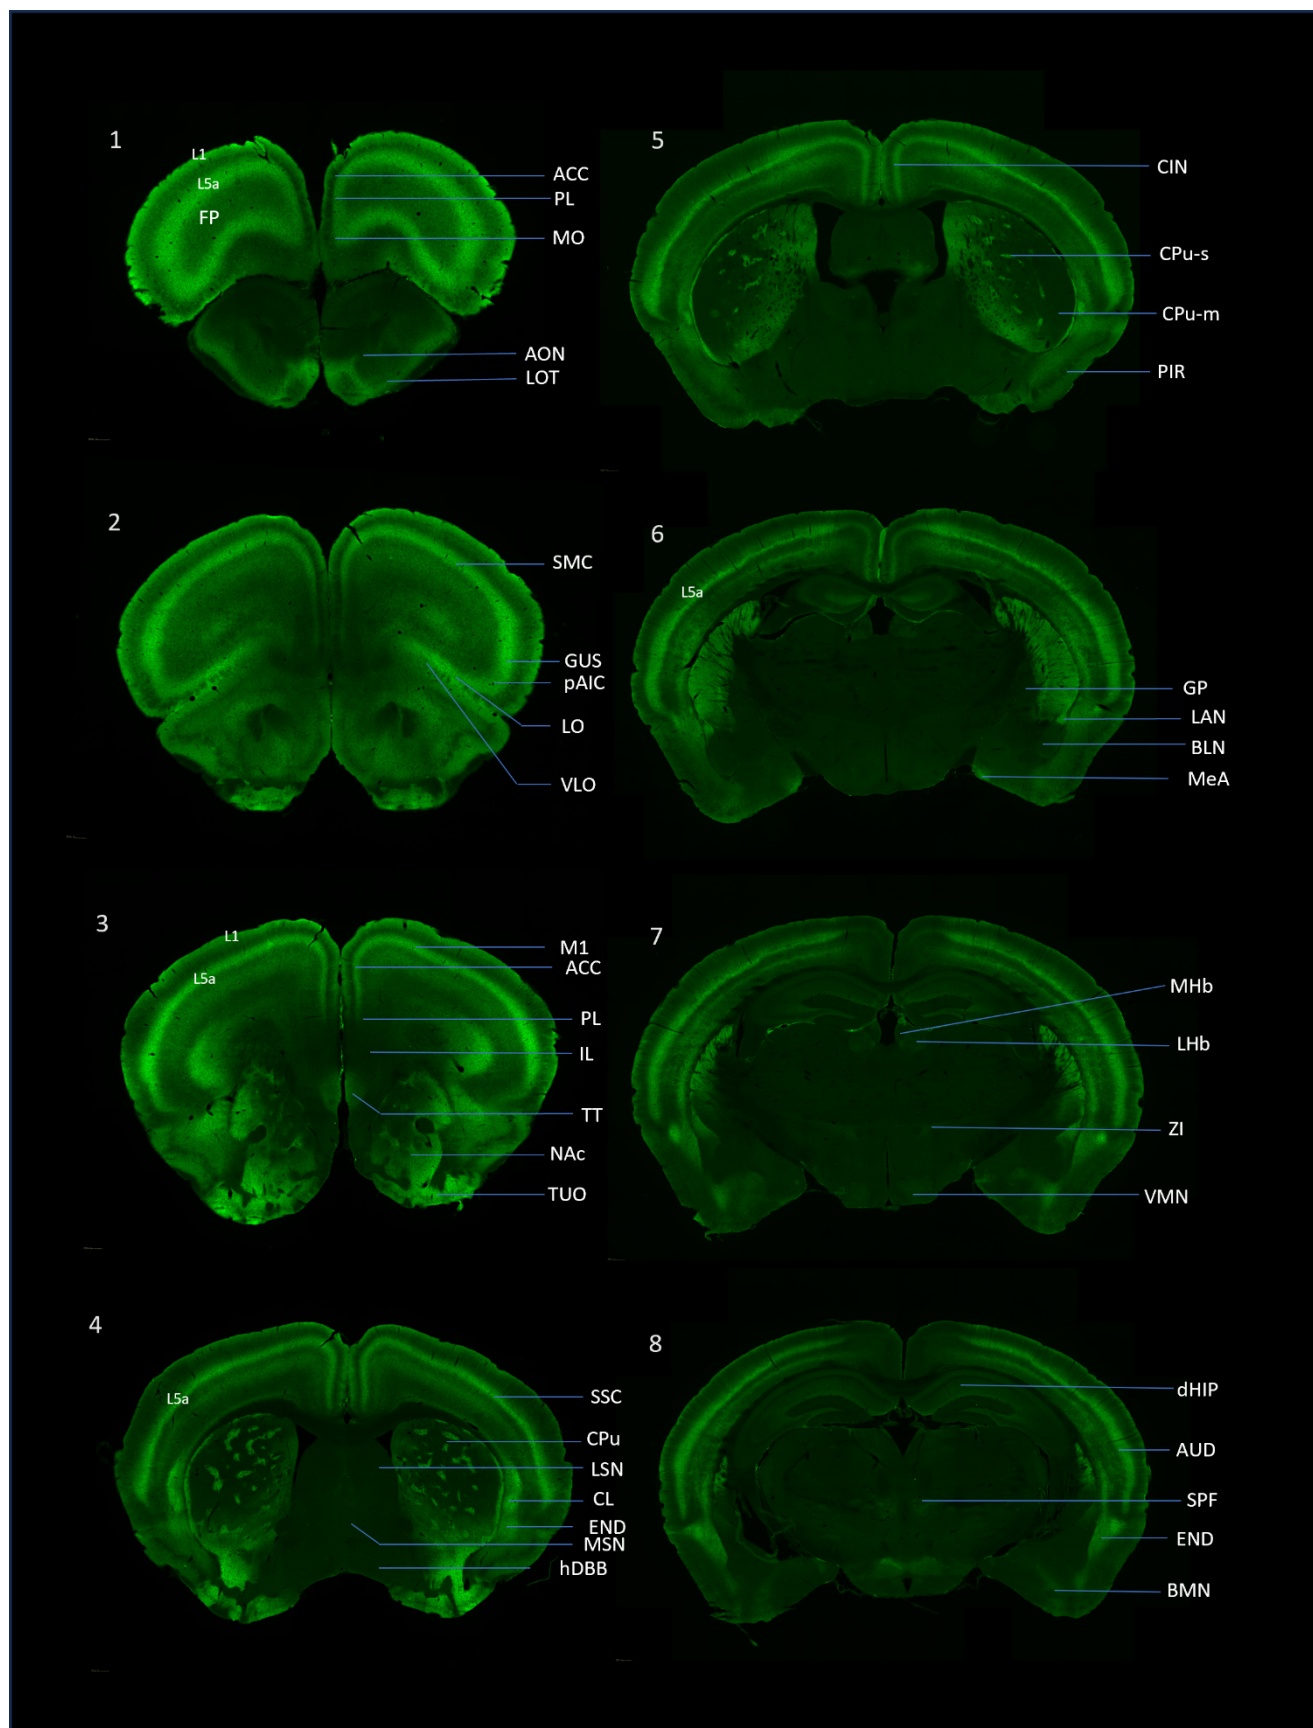 1
L1
L5a
FP
ACC
PL
MO
AON
LOT
2
SMC
GUS
pAIC
LO
VLO
3
L1
L5a
M1
ACC
PL
IL
TT
NAc
TUO
4
L5a
SSC
CPu
LSN
CL
END
MSN
hDBB
5
CIN
CPu-s
CPu-m
PIR
6
L5a
GP
LAN
BLN
MeA
7
MHb
LHb
ZI
VMN
8
dHIP
AUD
SPF
END
BMN